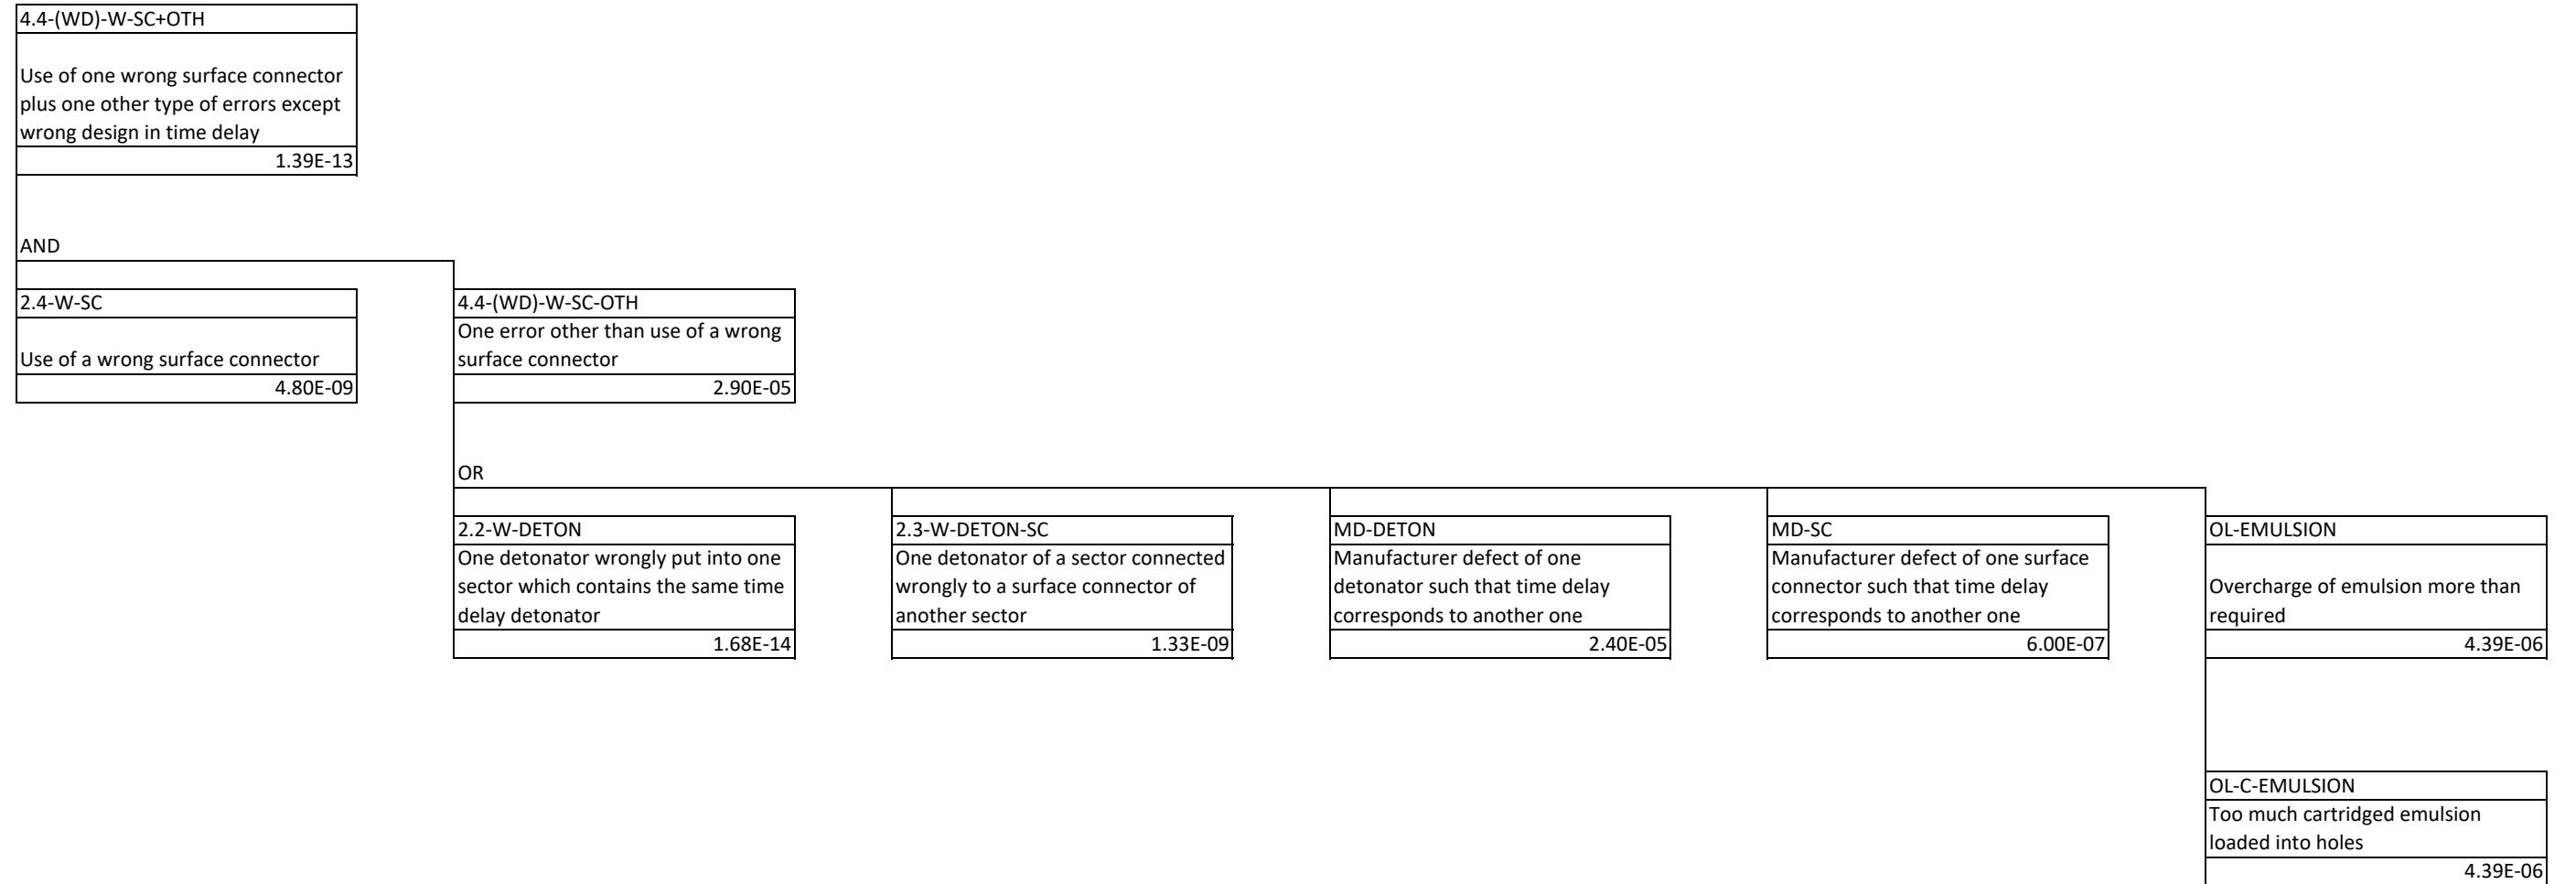 4.4-(WD)-W-SC+OTH
Use of one wrong surface connector
plus one other type of errors except
wrong design in time delay
1.39E-13
AND
2.4-W-SC
Use of a wrong surface connector
4.80E-09
4.4-(WD)-W-SC-OTH
One error other than use of a wrong
surface connector
2.90E-05
OR
2.2-W-DETON
One detonator wrongly put into one
sector which contains the same time
delay detonator
1.68E-14
2.3-W-DETON-SC
One detonator of a sector connected
wrongly to a surface connector of
another sector
1.33E-09
MD-DETON
Manufacturer defect of one
detonator such that time delay
corresponds to another one
2.40E-05
MD-SC
Manufacturer defect of one surface
connector such that time delay
corresponds to another one
6.00E-07
OL-EMULSION
Overcharge of emulsion more than
required
4.39E-06
OL-C-EMULSION
Too much cartridged emulsion
loaded into holes
4.39E-06